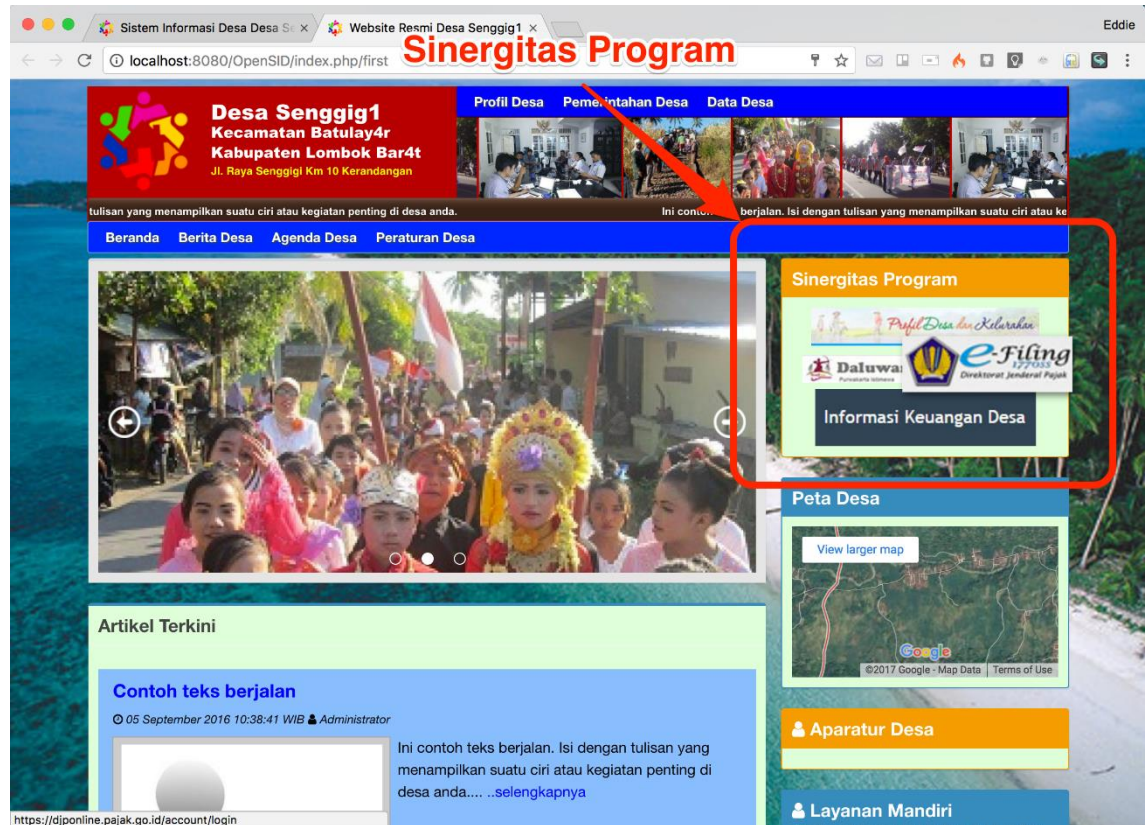 Sistem Informasi Desa Desa Se
Website Resmi Desa Senggig1
Eddie
localhost:8080/OpenSID/index.php/first
Sinergitas Program
Desa Senggig1
Kecamatan Batulay4r
Kabupaten Lombok Bar4t
Jl. Raya Senggigi Km 10 Kerandangan
Profil Desa Pemerintahan Desa Data Desa
tulisan yang menampilkan suatu ciri atau kegiatan penting di desa anda.
Ini berjalan. Isi dengan tulisan yang menampilkan suatu ciri atau ke
Beranda Berita Desa Agenda Desa Peraturan Desa
Sinergitas Program
Profil Desa dan Kelurahan
Daluwa
e-Filing
Direktorat Jenderal Pajak
Informasi Keuangan Desa
Peta Desa
View larger map
Google
©2017 Google - Map Data Terms of Use
Artikel Terkini
Contoh teks berjalan
05 September 2016 10:38:41 WIB Administrator
Ini contoh teks berjalan. Isi dengan tulisan yang
menampilkan suatu ciri atau kegiatan penting di
desa anda.... ..selengkapnya
Aparatur Desa
Layanan Mandiri
https://djponline.pajak.go.id/account/login